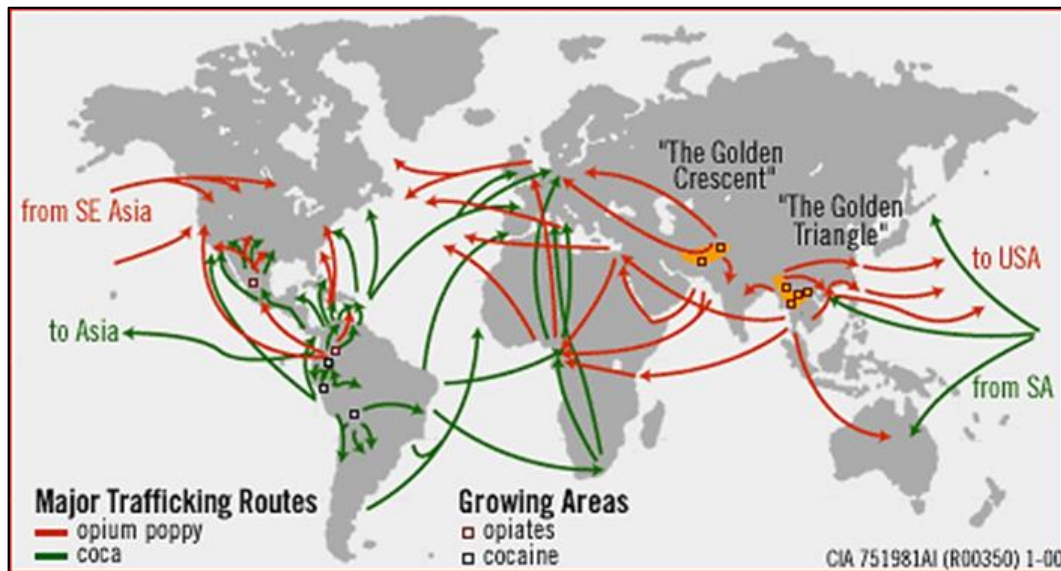 "The Golden
Crescent"
"The Golden
Triangle"
from SE Asia
to USA
to Asia
from SA
Major Trafficking Routes
opium poppy
coca
Growing Areas
opiates
cocaine
CIA 751981AI (R00350) 1-00